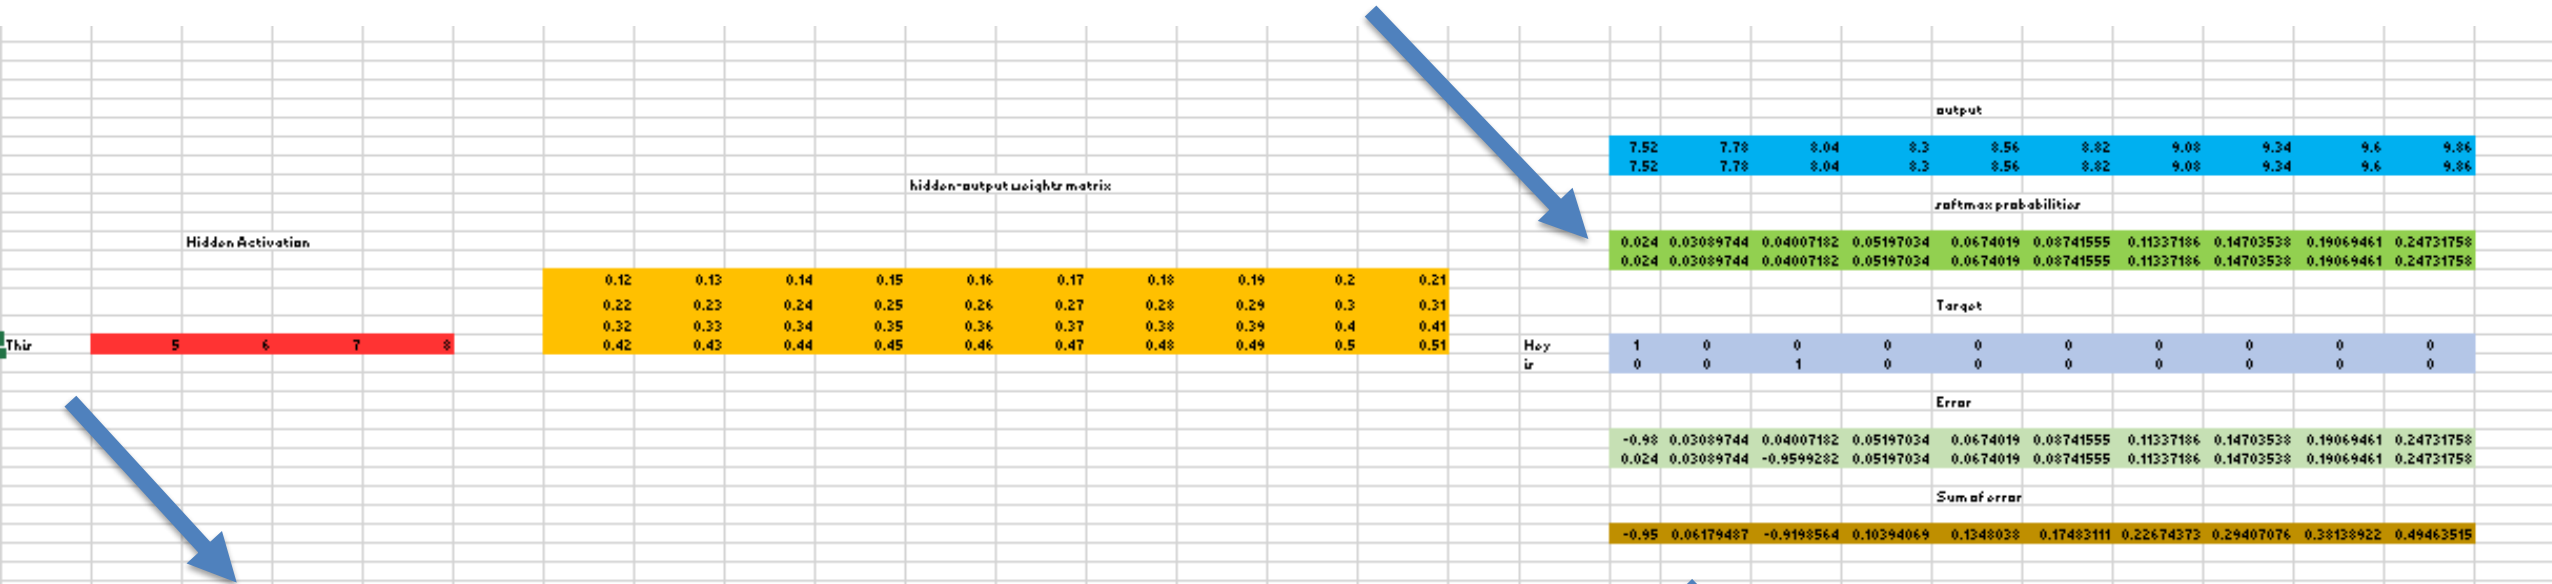 output
7.52 7.78 8.04 8.3 8.56 8.82 9.08 9.34 9.6 9.86
7.52 7.78 8.04 8.3 8.56 8.82 9.08 9.34 9.6 9.86
hidden-output weights matrix
softmax probabilities
Hidden Activation
0.024 0.03089744 0.04007182 0.05197034 0.0674019 0.08741555 0.11337186 0.14703538 0.19069461 0.24731758
0.024 0.03089744 0.04007182 0.05197034 0.0674019 0.08741555 0.11337186 0.14703538 0.19069461 0.24731758
0.12 0.13 0.14 0.15 0.16 0.17 0.18 0.19 0.2 0.21
0.22 0.23 0.24 0.25 0.26 0.27 0.28 0.29 0.3 0.31
Target
0.32 0.33 0.34 0.35 0.36 0.37 0.38 0.39 0.4 0.41
This 5 6 7 8 0.42 0.43 0.44 0.45 0.46 0.47 0.48 0.49 0.5 0.51 Hey 1 0 0 0 0 0 0 0 0 0
is 0 0 1 0 0 0 0 0 0 0
Error
-0.98 0.03089744 0.04007182 0.05197034 0.0674019 0.08741555 0.11337186 0.14703538 0.19069461 0.24731758
0.024 0.03089744 -0.9599282 0.05197034 0.0674019 0.08741555 0.11337186 0.14703538 0.19069461 0.24731758
Sum of error
-0.95 0.06179487 -0.9198564 0.10394069 0.1348038 0.17483111 0.22674373 0.29407076 0.38138922 0.49463515